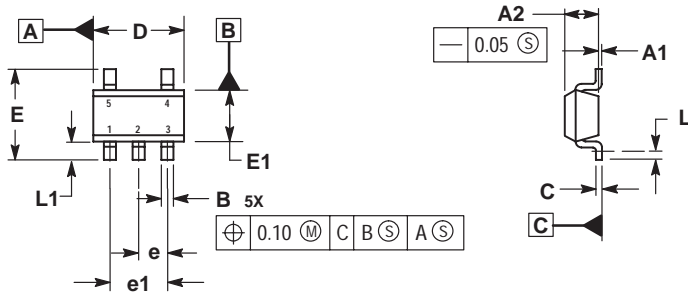 A
D
B
A2
0.05 Ⓢ
A1
E
5 4
1 2 3
L
L1
E1
B 5X
C
⌖ 0.10 Ⓜ C B Ⓢ A Ⓢ
C
e
e1